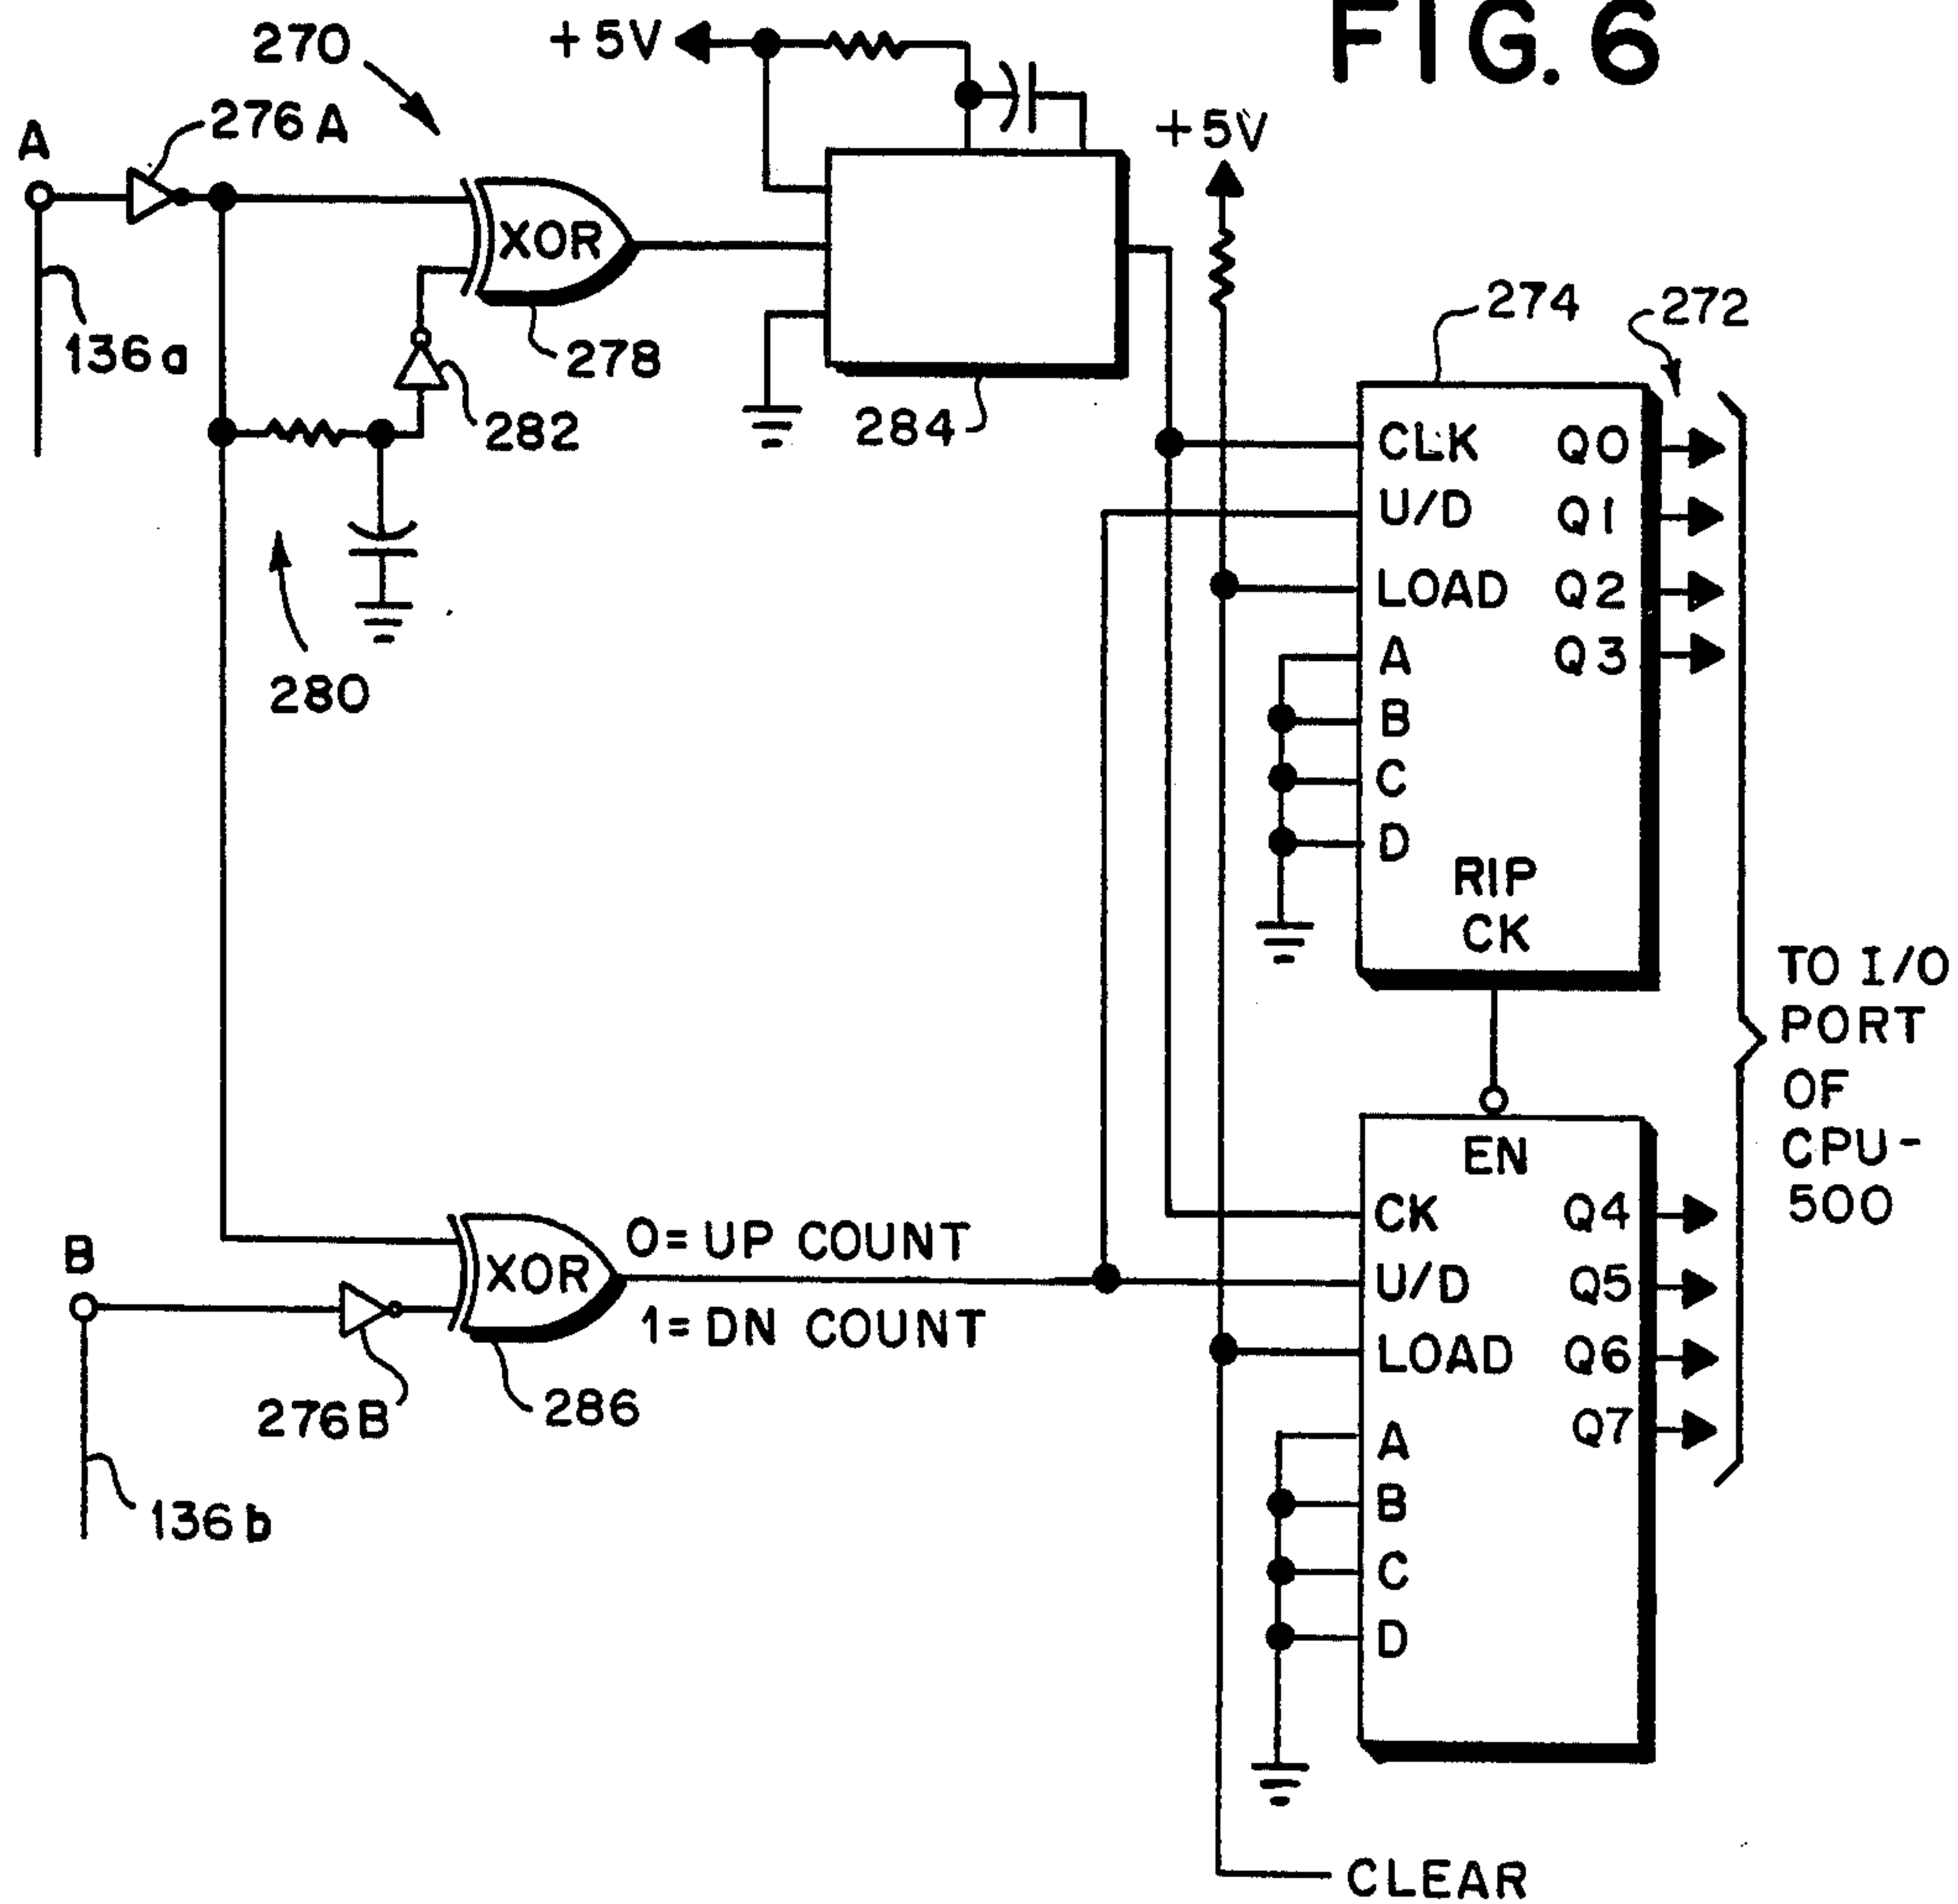 FIG. 6
270
+5V
276A
A
+5V
XOR
136a
278
282
284
280
274
272
CLK Q0
U/D Q1
LOAD Q2
A Q3
B
C
D
RIP
CK
TO I/O
PORT
OF
CPU-
500
EN
CK Q4
U/D Q5
LOAD Q6
A Q7
B
C
D
B
XOR
0= UP COUNT
1= DN COUNT
276B
286
136b
CLEAR